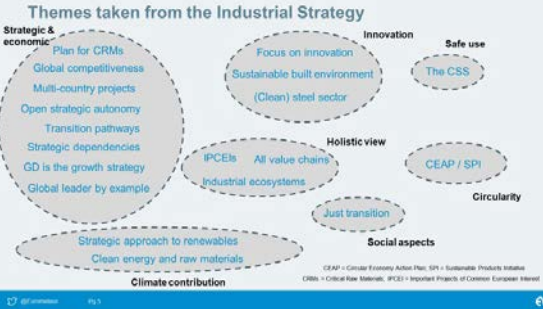 Themes taken from the Industrial Strategy
Strategic &
economic
Plan for CRMs
Global competitiveness
Multi-country projects
Open strategic autonomy
Transition pathways
Strategic dependencies
GD is the growth strategy
Global leader by example
Innovation
Focus on innovation
Sustainable built environment
(Clean) steel sector
Safe use
The CSS
Holistic view
IPCEIs All value chains
Industrial ecosystems
CEAP / SPI
Circularity
Just transition
Social aspects
Strategic approach to renewables
Clean energy and raw materials
Climate contribution
CEAP = Circular Economy Action Plan; SPI = Sustainable Products Initiative
CRMs = Critical Raw Materials; IPCEI = Important Projects of Common European Interest
@Eurometaux Pg 5